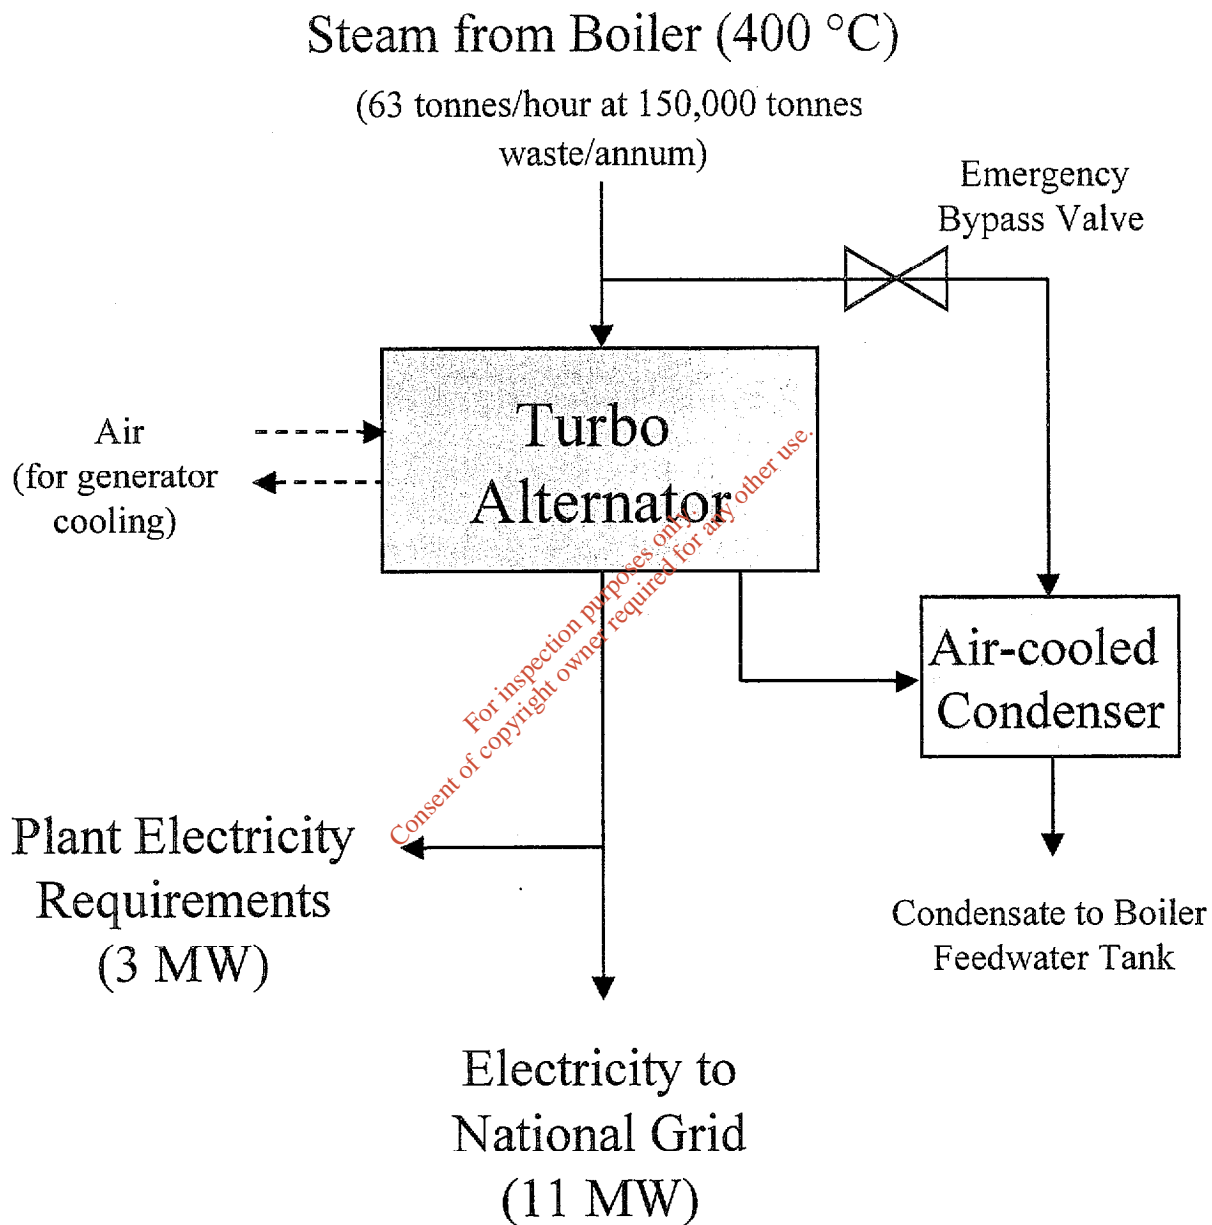 Steam from Boiler (400 °C)
(63 tonnes/hour at 150,000 tonnes
waste/annum)
Emergency
Bypass Valve
Turbo
Alternator
Air
(for generator
cooling)
For inspection purposes only.
Consent of copyright owner required for any other use.
Air-cooled
Condenser
Plant Electricity
Requirements
(3 MW)
Condensate to Boiler
Feedwater Tank
Electricity to
National Grid
(11 MW)